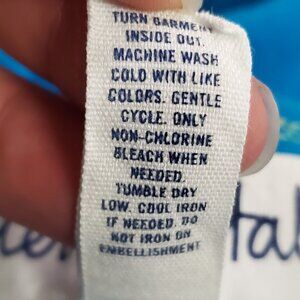 TURN GARMENT
INSIDE OUT.
MACHINE WASH
COLD WITH LIKE
COLORS. GENTLE
CYCLE. ONLY
NON-CHLORINE
BLEACH WHEN
NEEDED.
TUMBLE DRY
LOW. COOL IRON
IF NEEDED. DO
NOT IRON ON
EMBELLISHMENT